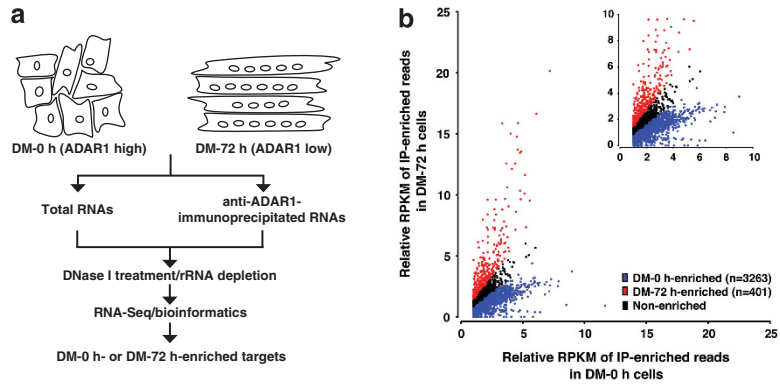 a
DM-0 h (ADAR1 high)
DM-72 h (ADAR1 low)
Total RNAs
anti-ADAR1-
immunoprecipitated RNAs
DNase I treatment/rRNA depletion
RNA-Seq/bioinformatics
DM-0 h- or DM-72 h-enriched targets
b
Relative RPKM of IP-enriched reads
in DM-72 h cells
25
20
15
10
5
0
0
5
10
15
20
25
Relative RPKM of IP-enriched reads
in DM-0 h cells
10
8
6
4
2
0
0
2
4
6
8
10
DM-0 h-enriched (n=3263)
DM-72 h-enriched (n=401)
Non-enriched